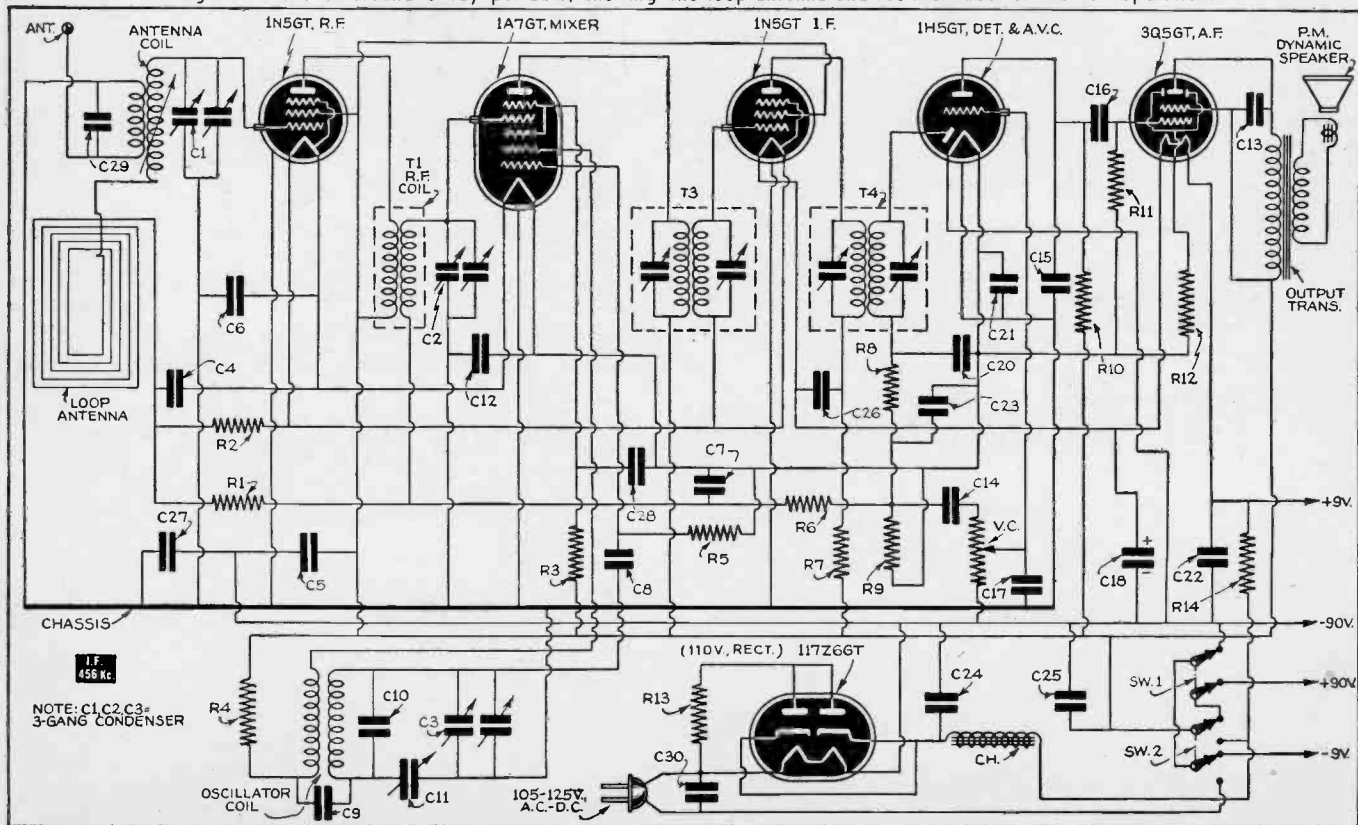 ANT.
ANTENNA
COIL
1N5GT, R.F.
1A7GT, MIXER
1N5GT I.F.
1H5GT, DET. & A.V.C.
3Q5GT, A.F.
P.M.
DYNAMIC
SPEAKER
C29
C1
T1
R.F.
COIL
C2
T3
T4
C16
C13
R11
C15
C21
OUTPUT
TRANS.
C6
C4
C12
R8
C20
R10
R12
LOOP
ANTENNA
C26
C23
R2
C7
R1
C28
R6
C14
+9V.
C27
R5
V.C.
C5
R3
C8
R7
R9
C17
+
-
C18
C22
R14
CHASSIS
-90V.
I.F.
456 Kc.
(110V., RECT.) 117Z6GT
NOTE: C1,C2,C3=
3-GANG CONDENSER
R4
C10
C3
R13
C24
C25
SW.1
+90V.
SW.2
OSCILLATOR
COIL
C9
C11
C30
CH.
-9V.
105-125V.,
A.C.-D.C.